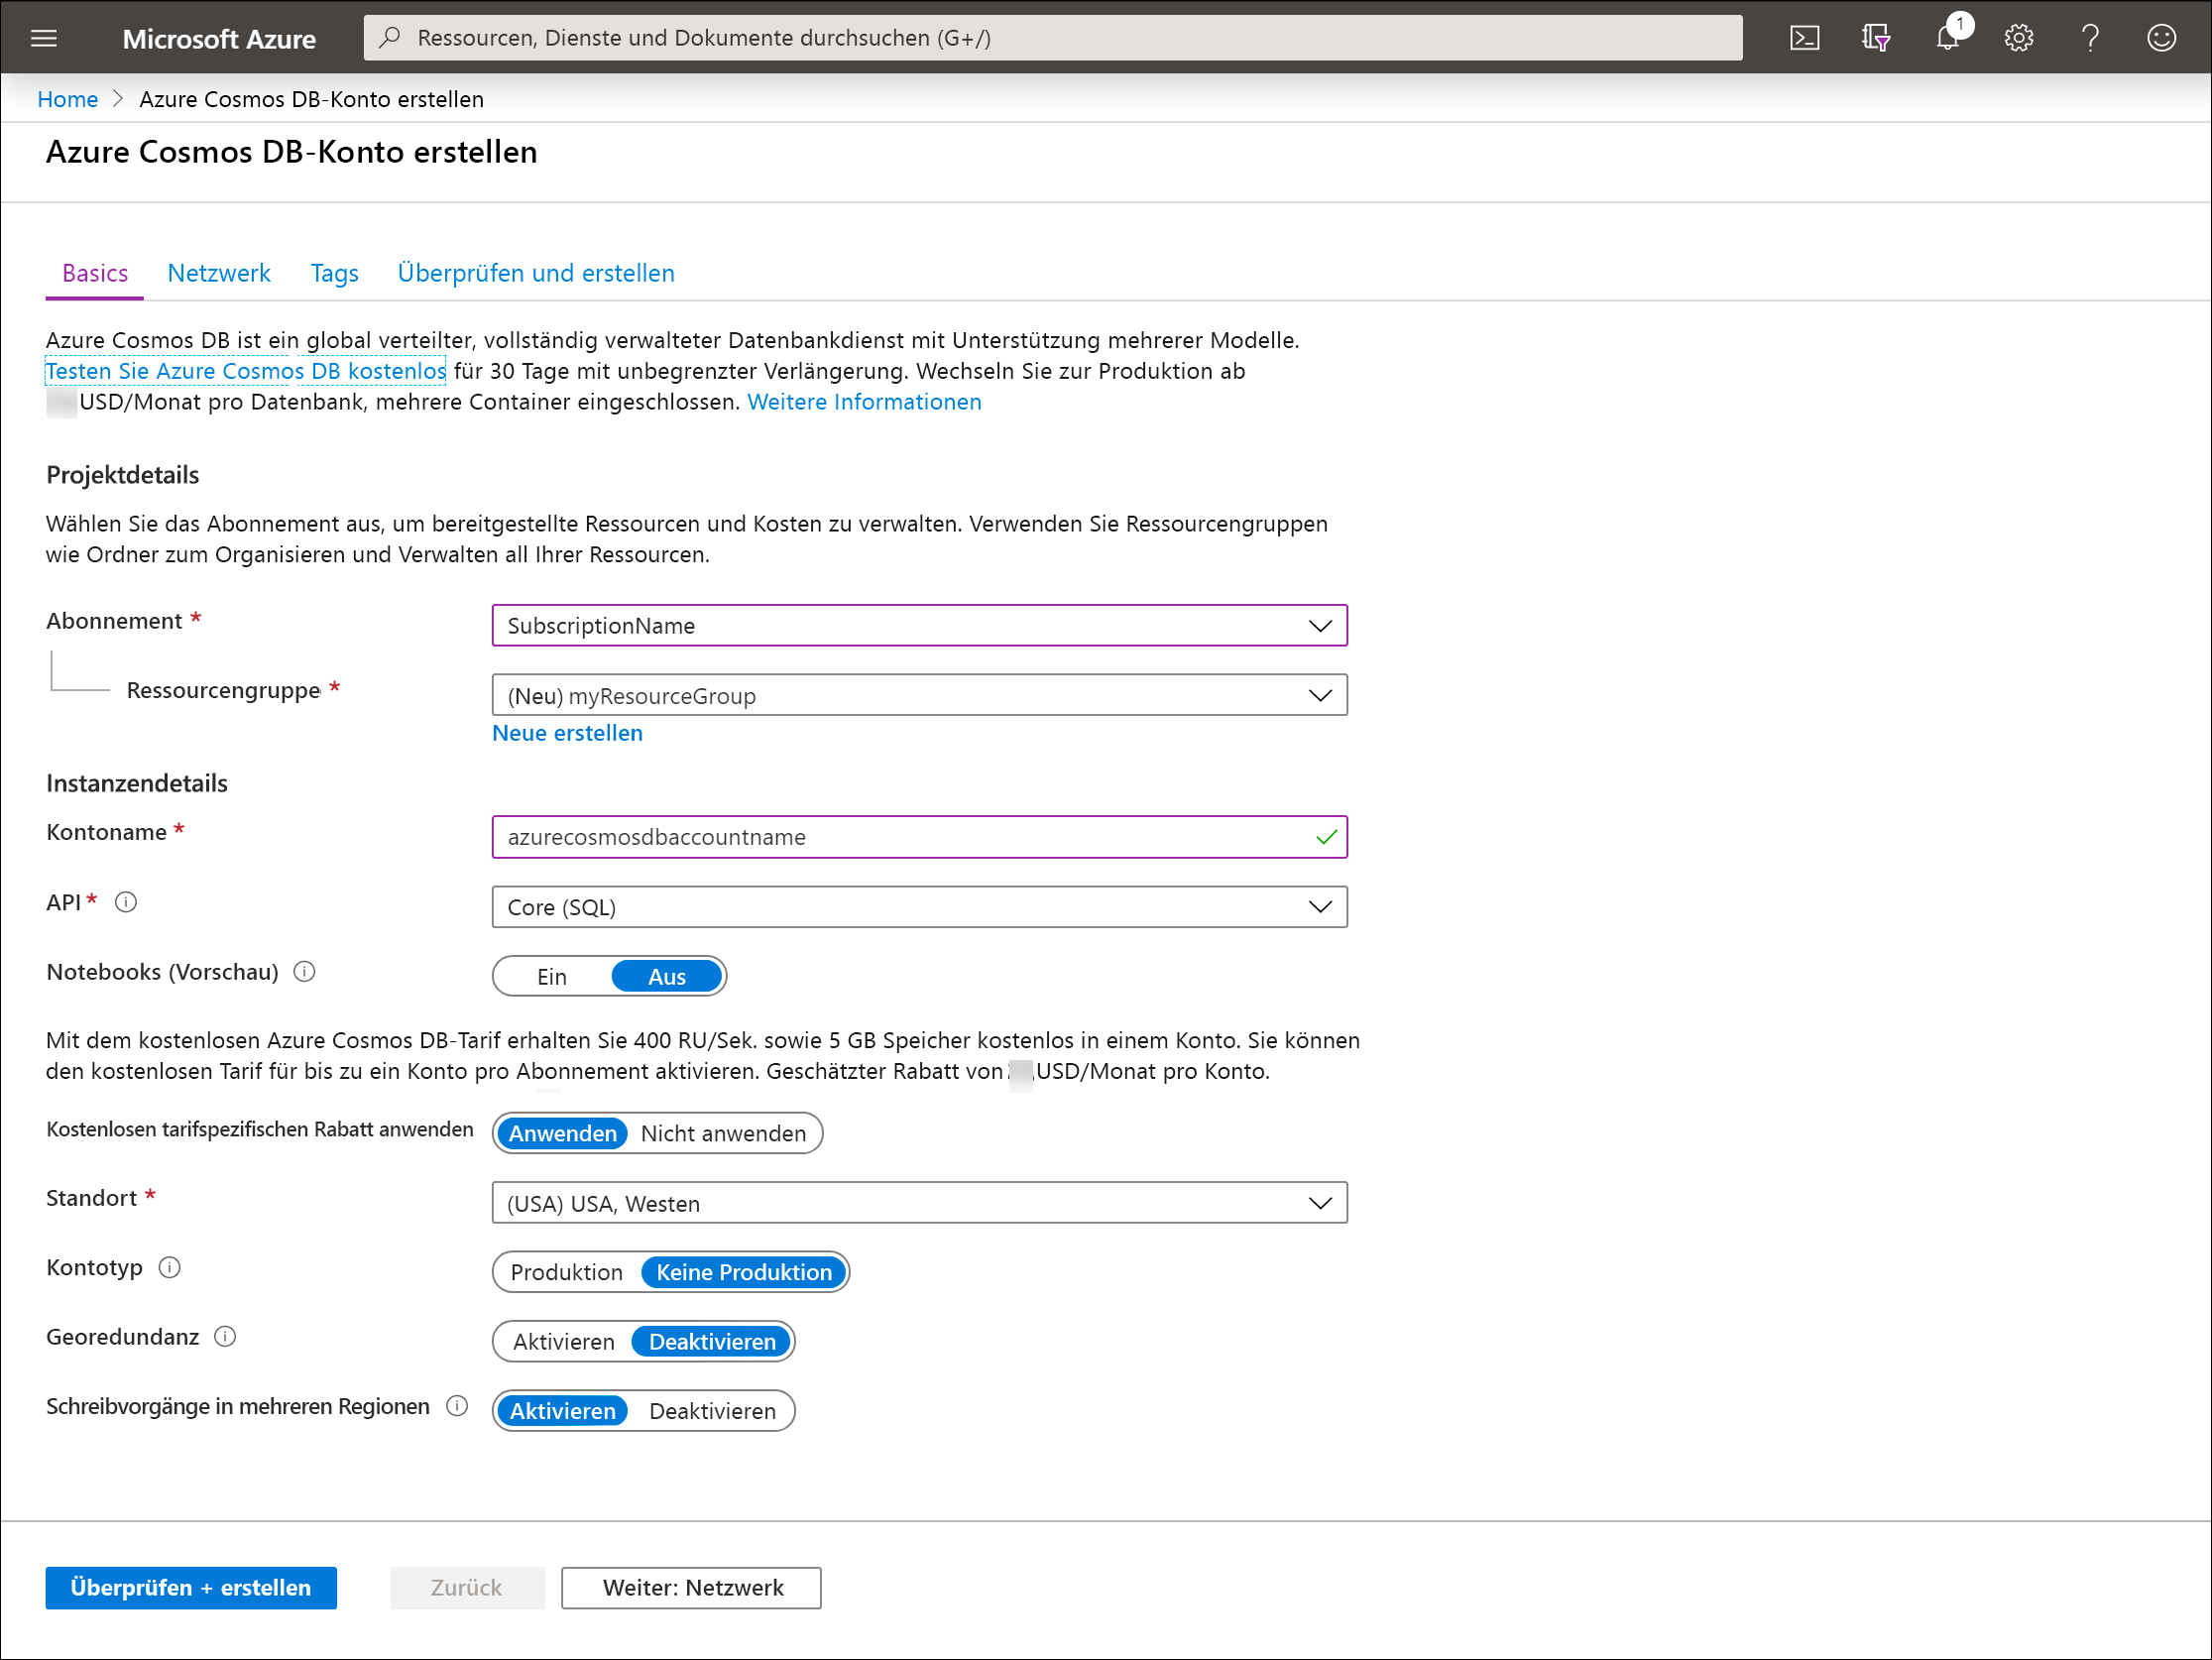 Microsoft Azure
Ressourcen, Dienste und Dokumente durchsuchen (G+/)
1
Home > Azure Cosmos DB-Konto erstellen
Azure Cosmos DB-Konto erstellen
Basics Netzwerk Tags Überprüfen und erstellen
Azure Cosmos DB ist ein global verteilter, vollständig verwalteter Datenbankdienst mit Unterstützung mehrerer Modelle.
Testen Sie Azure Cosmos DB kostenlos für 30 Tage mit unbegrenzter Verlängerung. Wechseln Sie zur Produktion ab
USD/Monat pro Datenbank, mehrere Container eingeschlossen. Weitere Informationen
Projektdetails
Wählen Sie das Abonnement aus, um bereitgestellte Ressourcen und Kosten zu verwalten. Verwenden Sie Ressourcengruppen
wie Ordner zum Organisieren und Verwalten all Ihrer Ressourcen.
Abonnement * SubscriptionName
Ressourcengruppe * (Neu) myResourceGroup
Neue erstellen
Instanzendetails
Kontoname * azurecosmosdbaccountname
API * Core (SQL)
Notebooks (Vorschau) Ein Aus
Mit dem kostenlosen Azure Cosmos DB-Tarif erhalten Sie 400 RU/Sek. sowie 5 GB Speicher kostenlos in einem Konto. Sie können
den kostenlosen Tarif für bis zu ein Konto pro Abonnement aktivieren. Geschätzter Rabatt von USD/Monat pro Konto.
Kostenlosen tarifspezifischen Rabatt anwenden Anwenden Nicht anwenden
Standort * (USA) USA, Westen
Kontotyp Produktion Keine Produktion
Georedundanz Aktivieren Deaktivieren
Schreibvorgänge in mehreren Regionen Aktivieren Deaktivieren
Überprüfen + erstellen Zurück Weiter: Netzwerk